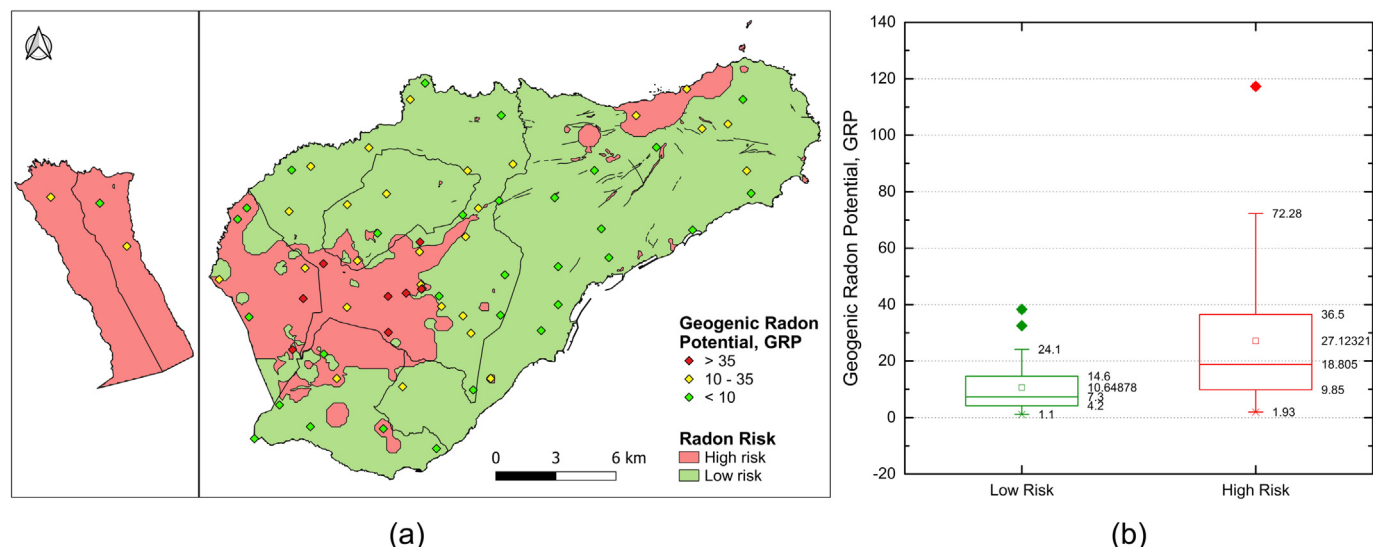 Geogenic Radon
Potential, GRP
> 35
10 - 35
< 10
Radon Risk
High risk
Low risk
0 3 6 km
(a)
Geogenic Radon Potential, GRP
140
120
100
80
60
40
20
0
-20
24.1
14.6
10.64878
7.3
4.2
1.1
72.28
36.5
27.12321
18.805
9.85
1.93
Low Risk
High Risk
(b)